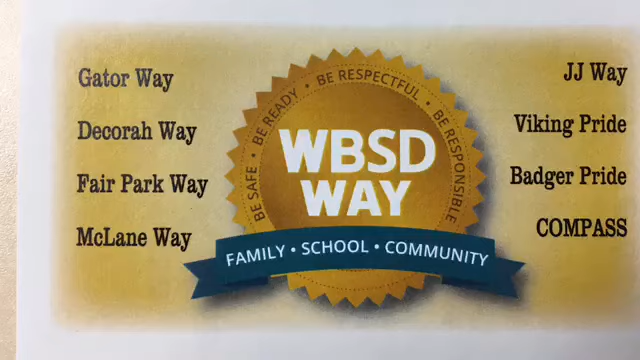 Gator Way
Decorah Way
Fair Park Way
McLane Way
BE SAFE • BE READY • BE RESPECTFUL • BE RESPONSIBLE
WBSD
WAY
FAMILY • SCHOOL • COMMUNITY
JJ Way
Viking Pride
Badger Pride
COMPASS